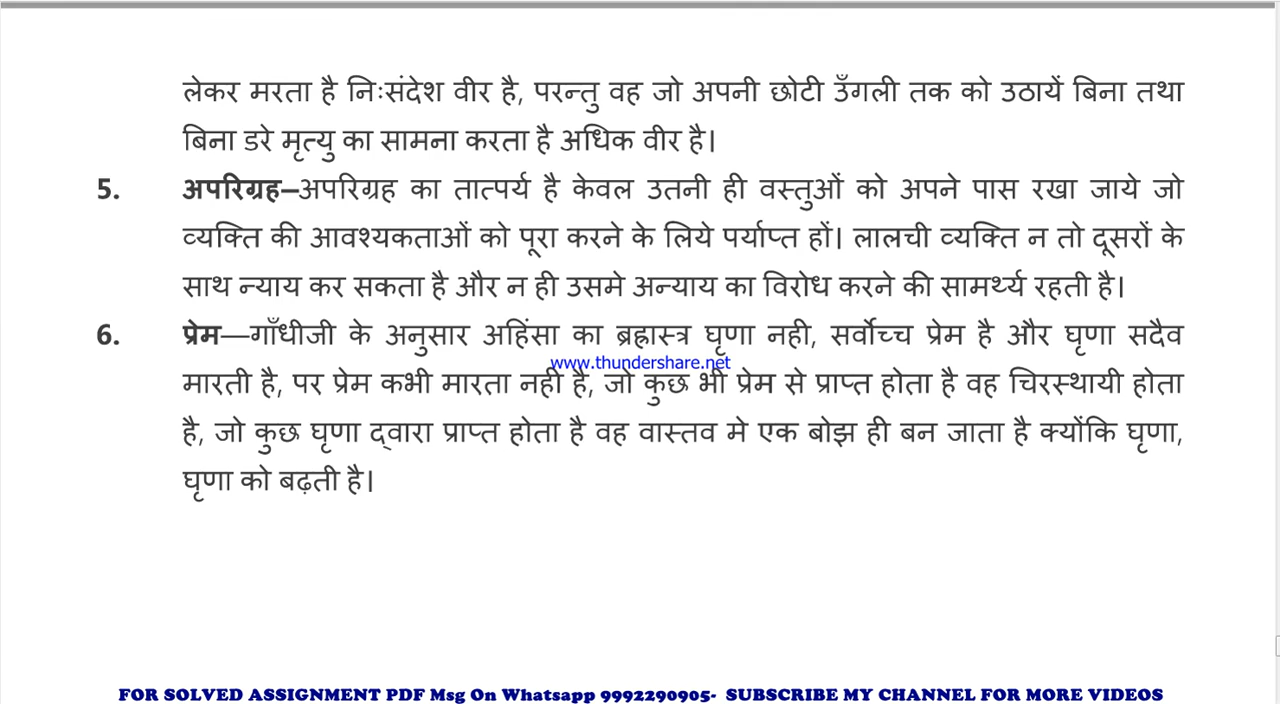 लेकर मरता है निःसंदेश वीर है, परन्तु वह जो अपनी छोटी उँगली तक को उठायें बिना तथा
बिना डरे मृत्यु का सामना करता है अधिक वीर है।
5. अपरिग्रह–अपरिग्रह का तात्पर्य है केवल उतनी ही वस्तुओं को अपने पास रखा जाये जो
व्यक्ति की आवश्यकताओं को पूरा करने के लिये पर्याप्त हों। लालची व्यक्ति न तो दूसरों के
साथ न्याय कर सकता है और न ही उसमे अन्याय का विरोध करने की सामर्थ्य रहती है।
6. प्रेम—गाँधीजी के अनुसार अहिंसा का ब्रह्रास्त्र घृणा नही, सर्वोच्च प्रेम है और घृणा सदैव
www.thundershare.net
मारती है, पर प्रेम कभी मारता नही है, जो कुछ भी प्रेम से प्राप्त होता है वह चिरस्थायी होता
है, जो कुछ घृणा द्वारा प्राप्त होता है वह वास्तव मे एक बोझ ही बन जाता है क्योंकि घृणा,
घृणा को बढ़ती है।
FOR SOLVED ASSIGNMENT PDF Msg On Whatsapp 9992290905- SUBSCRIBE MY CHANNEL FOR MORE VIDEOS